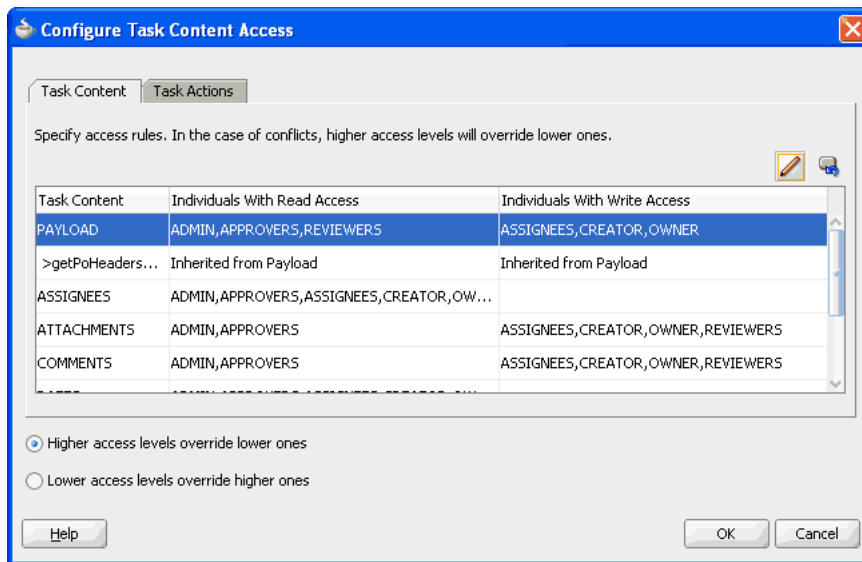 Configure Task Content Access
Task Content Task Actions
Specify access rules. In the case of conflicts, higher access levels will override lower ones.
Task Content Individuals With Read Access Individuals With Write Access
PAYLOAD ADMIN,APPROVERS,REVIEWERS ASSIGNEES,CREATOR,OWNER
>getPoHeaders... Inherited from Payload Inherited from Payload
ASSIGNEES ADMIN,APPROVERS,ASSIGNEES,CREATOR,OW...
ATTACHMENTS ADMIN,APPROVERS ASSIGNEES,CREATOR,OWNER,REVIEWERS
COMMENTS ADMIN,APPROVERS ASSIGNEES,CREATOR,OWNER,REVIEWERS
Higher access levels override lower ones
Lower access levels override higher ones
Help OK Cancel